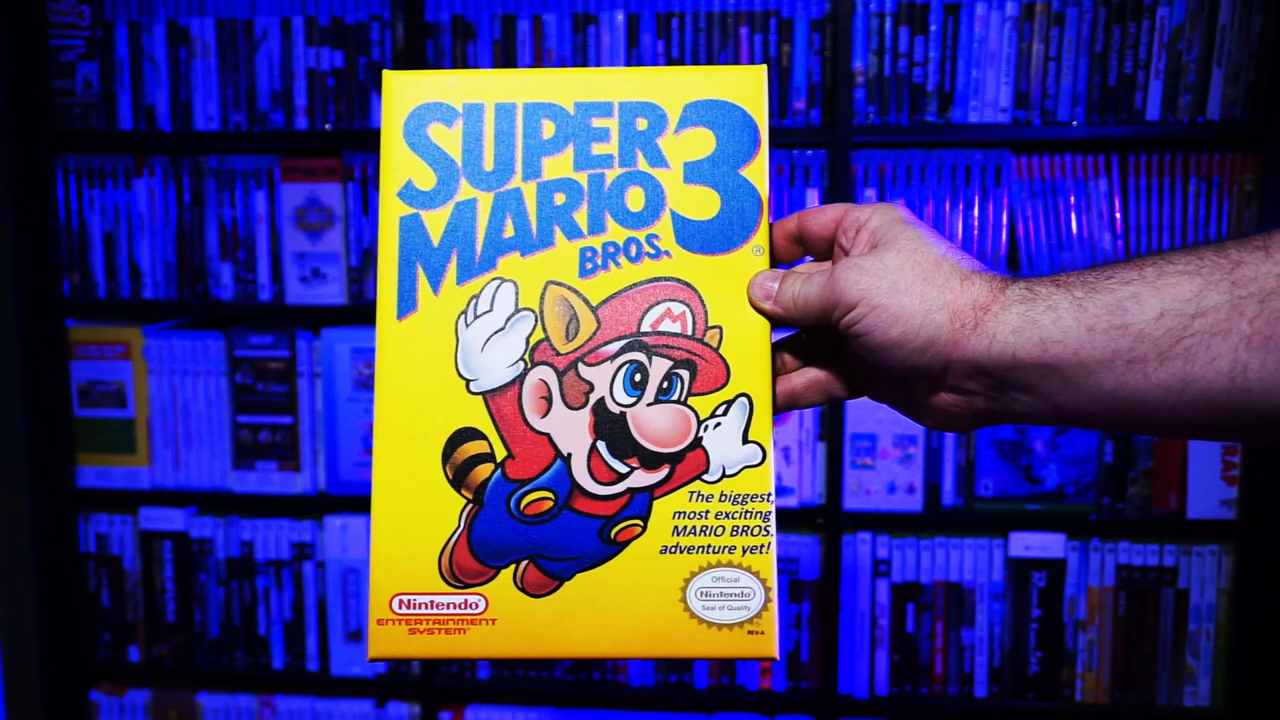 SUPER
MARIO
BROS.
3
®
M
The biggest,
most exciting
MARIO BROS.
adventure yet!
Official
Nintendo
Seal of Quality
REV-A
Nintendo®
ENTERTAINMENT
SYSTEM®